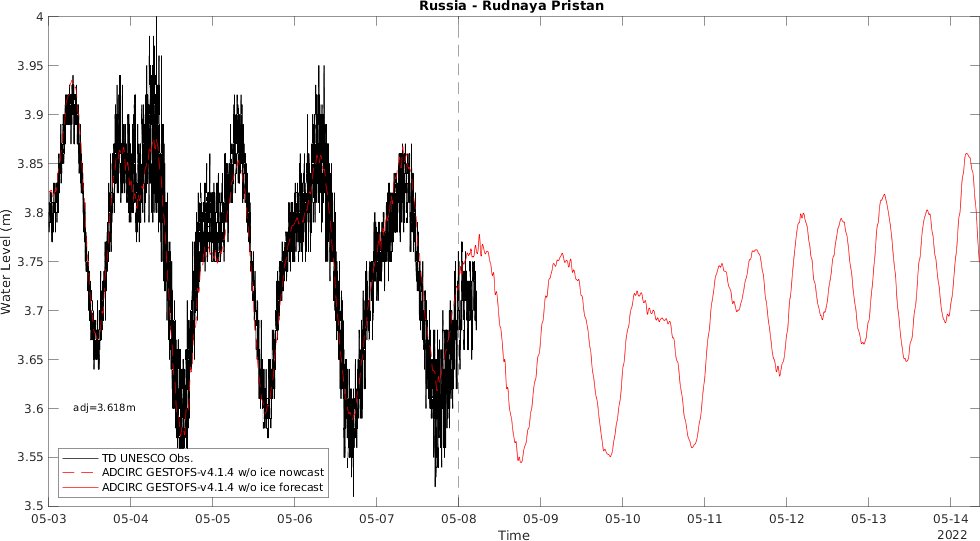 Russia - Rudnaya Pristan
4
3.95
3.9
3.85
3.8
3.75
3.7
3.65
3.6
3.55
3.5
Water Level (m)
adj=3.618m
TD UNESCO Obs.
ADCIRC GESTOFS-v4.1.4 w/o ice nowcast
ADCIRC GESTOFS-v4.1.4 w/o ice forecast
05-03 05-04 05-05 05-06 05-07 05-08 05-09 05-10 05-11 05-12 05-13 05-14
Time
2022